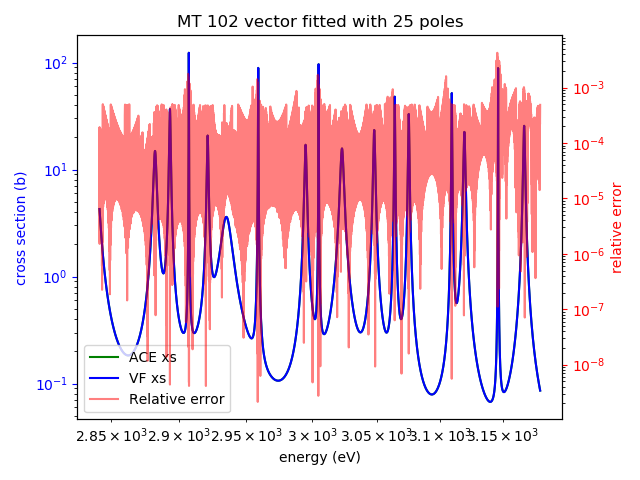 MT 102 vector fitted with 25 poles
10²
10¹
10⁰
10⁻¹
cross section (b)
10⁻³
10⁻⁴
10⁻⁵
10⁻⁶
10⁻⁷
10⁻⁸
relative error
ACE xs
VF xs
Relative error
2.85 × 10³ 2.9 × 10³ 2.95 × 10³ 3 × 10³ 3.05 × 10³ 3.1 × 10³ 3.15 × 10³
energy (eV)